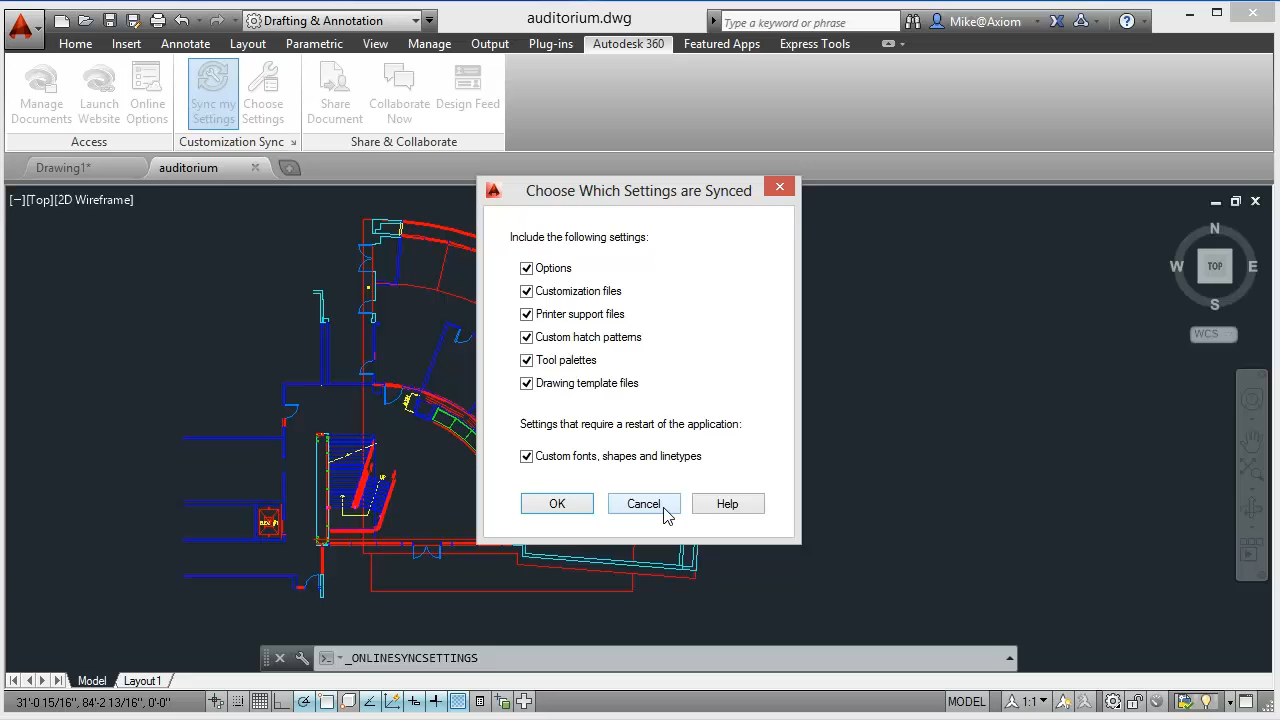 Drafting & Annotation
auditorium.dwg
Type a keyword or phrase
Mike@Axiom
Home Insert Annotate Layout Parametric View Manage Output Plug-ins Autodesk 360 Featured Apps Express Tools
Manage Documents
Launch Website
Online Options
Sync my Settings
Choose Settings
Share Document
Collaborate Now
Design Feed
Access
Customization Sync
Share & Collaborate
Drawing1*
auditorium
[−][Top][2D Wireframe]
Choose Which Settings are Synced
Include the following settings:
Options
Customization files
Printer support files
Custom hatch patterns
Tool palettes
Drawing template files
Settings that require a restart of the application:
Custom fonts, shapes and linetypes
OK Cancel Help
N
W TOP E
S
WCS
UP
_ONLINESYNCSETTINGS
Model Layout1
31'-0 15/16", 84'-2 13/16", 0'-0"
MODEL
1:1